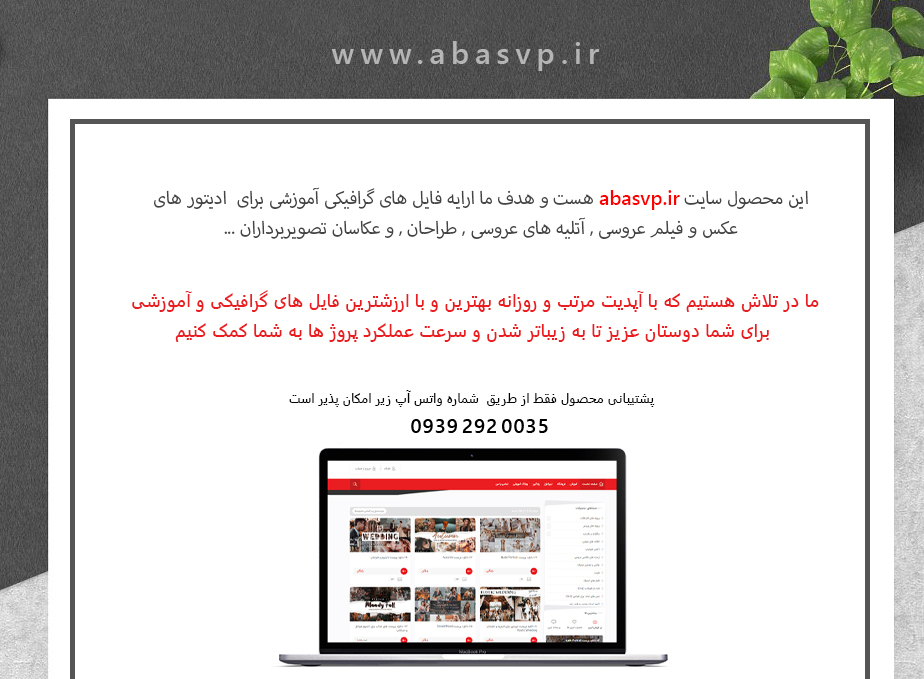 www.abasvp.ir
این محصول سایت abasvp.ir هست و هدف ما ارایه فایل های گرافیکی آموزشی برای ادیتور های
عکس و فیلم عروسی , آتلیه های عروسی , طراحان , و عکاسان تصویربرداران ...
ما در تلاش هستیم که با آپدیت مرتب و روزانه بهترین و با ارزشترین فایل های گرافیکی و آموزشی
برای شما دوستان عزیز تا به زیباتر شدن و سرعت عملکرد پروژ ها به شما کمک کنیم
پشتیبانی محصول فقط از طریق شماره واتس آپ زیر امکان پذیر است
0939 292 0035
WEDDING
Moody Fall
MacBook Pro